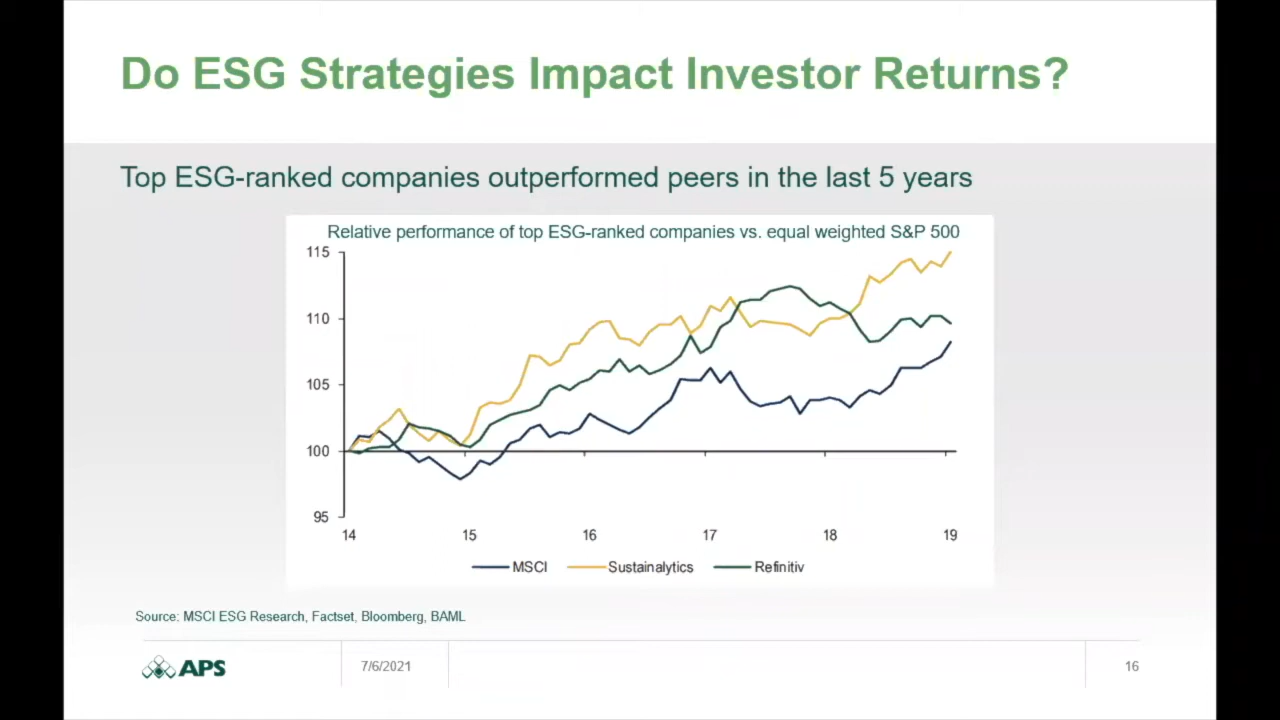 Do ESG Strategies Impact Investor Returns?
Top ESG-ranked companies outperformed peers in the last 5 years
Relative performance of top ESG-ranked companies vs. equal weighted S&P 500
115
110
105
100
95
14 15 16 17 18 19
MSCI Sustainalytics Refinitiv
Source: MSCI ESG Research, Factset, Bloomberg, BAML
APS 7/6/2021 16